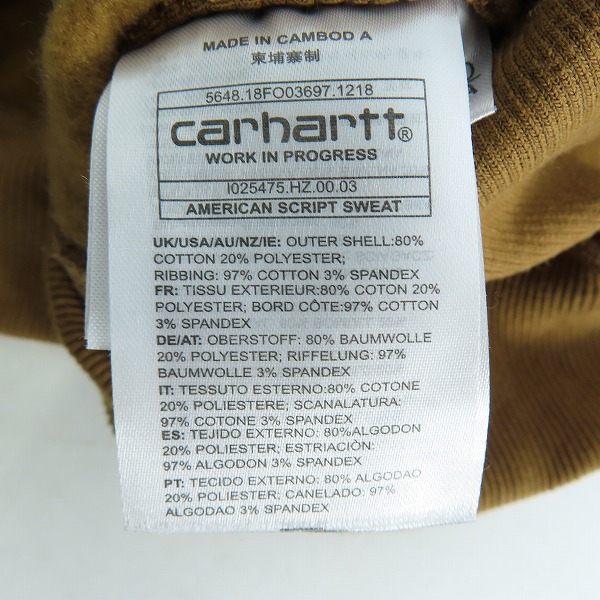 MADE IN CAMBOD A
柬埔寨制
5648.18FO03697.1218
carhartt®
WORK IN PROGRESS
I025475.HZ.00.03
AMERICAN SCRIPT SWEAT
UK/USA/AU/NZ/IE: OUTER SHELL:80%
COTTON 20% POLYESTER;
RIBBING: 97% COTTON 3% SPANDEX
FR: TISSU EXTERIEUR:80% COTON 20%
POLYESTER; BORD CÔTE:97% COTTON
3% SPANDEX
DE/AT: OBERSTOFF: 80% BAUMWOLLE
20% POLYESTER; RIFFELUNG: 97%
BAUMWOLLE 3% SPANDEX
IT: TESSUTO ESTERNO:80% COTONE
20% POLIESTERE; SCANALATURA:
97% COTONE 3% SPANDEX
ES: TEJIDO EXTERNO: 80%ALGODON
20% POLIÉSTER; ESTRIACIÒN:
97% ALGODON 3% SPANDEX
PT: TECIDO EXTERNO: 80% ALGODAO
20% POLIESTER; CANELADO: 97%
ALGODAO 3% SPANDEX